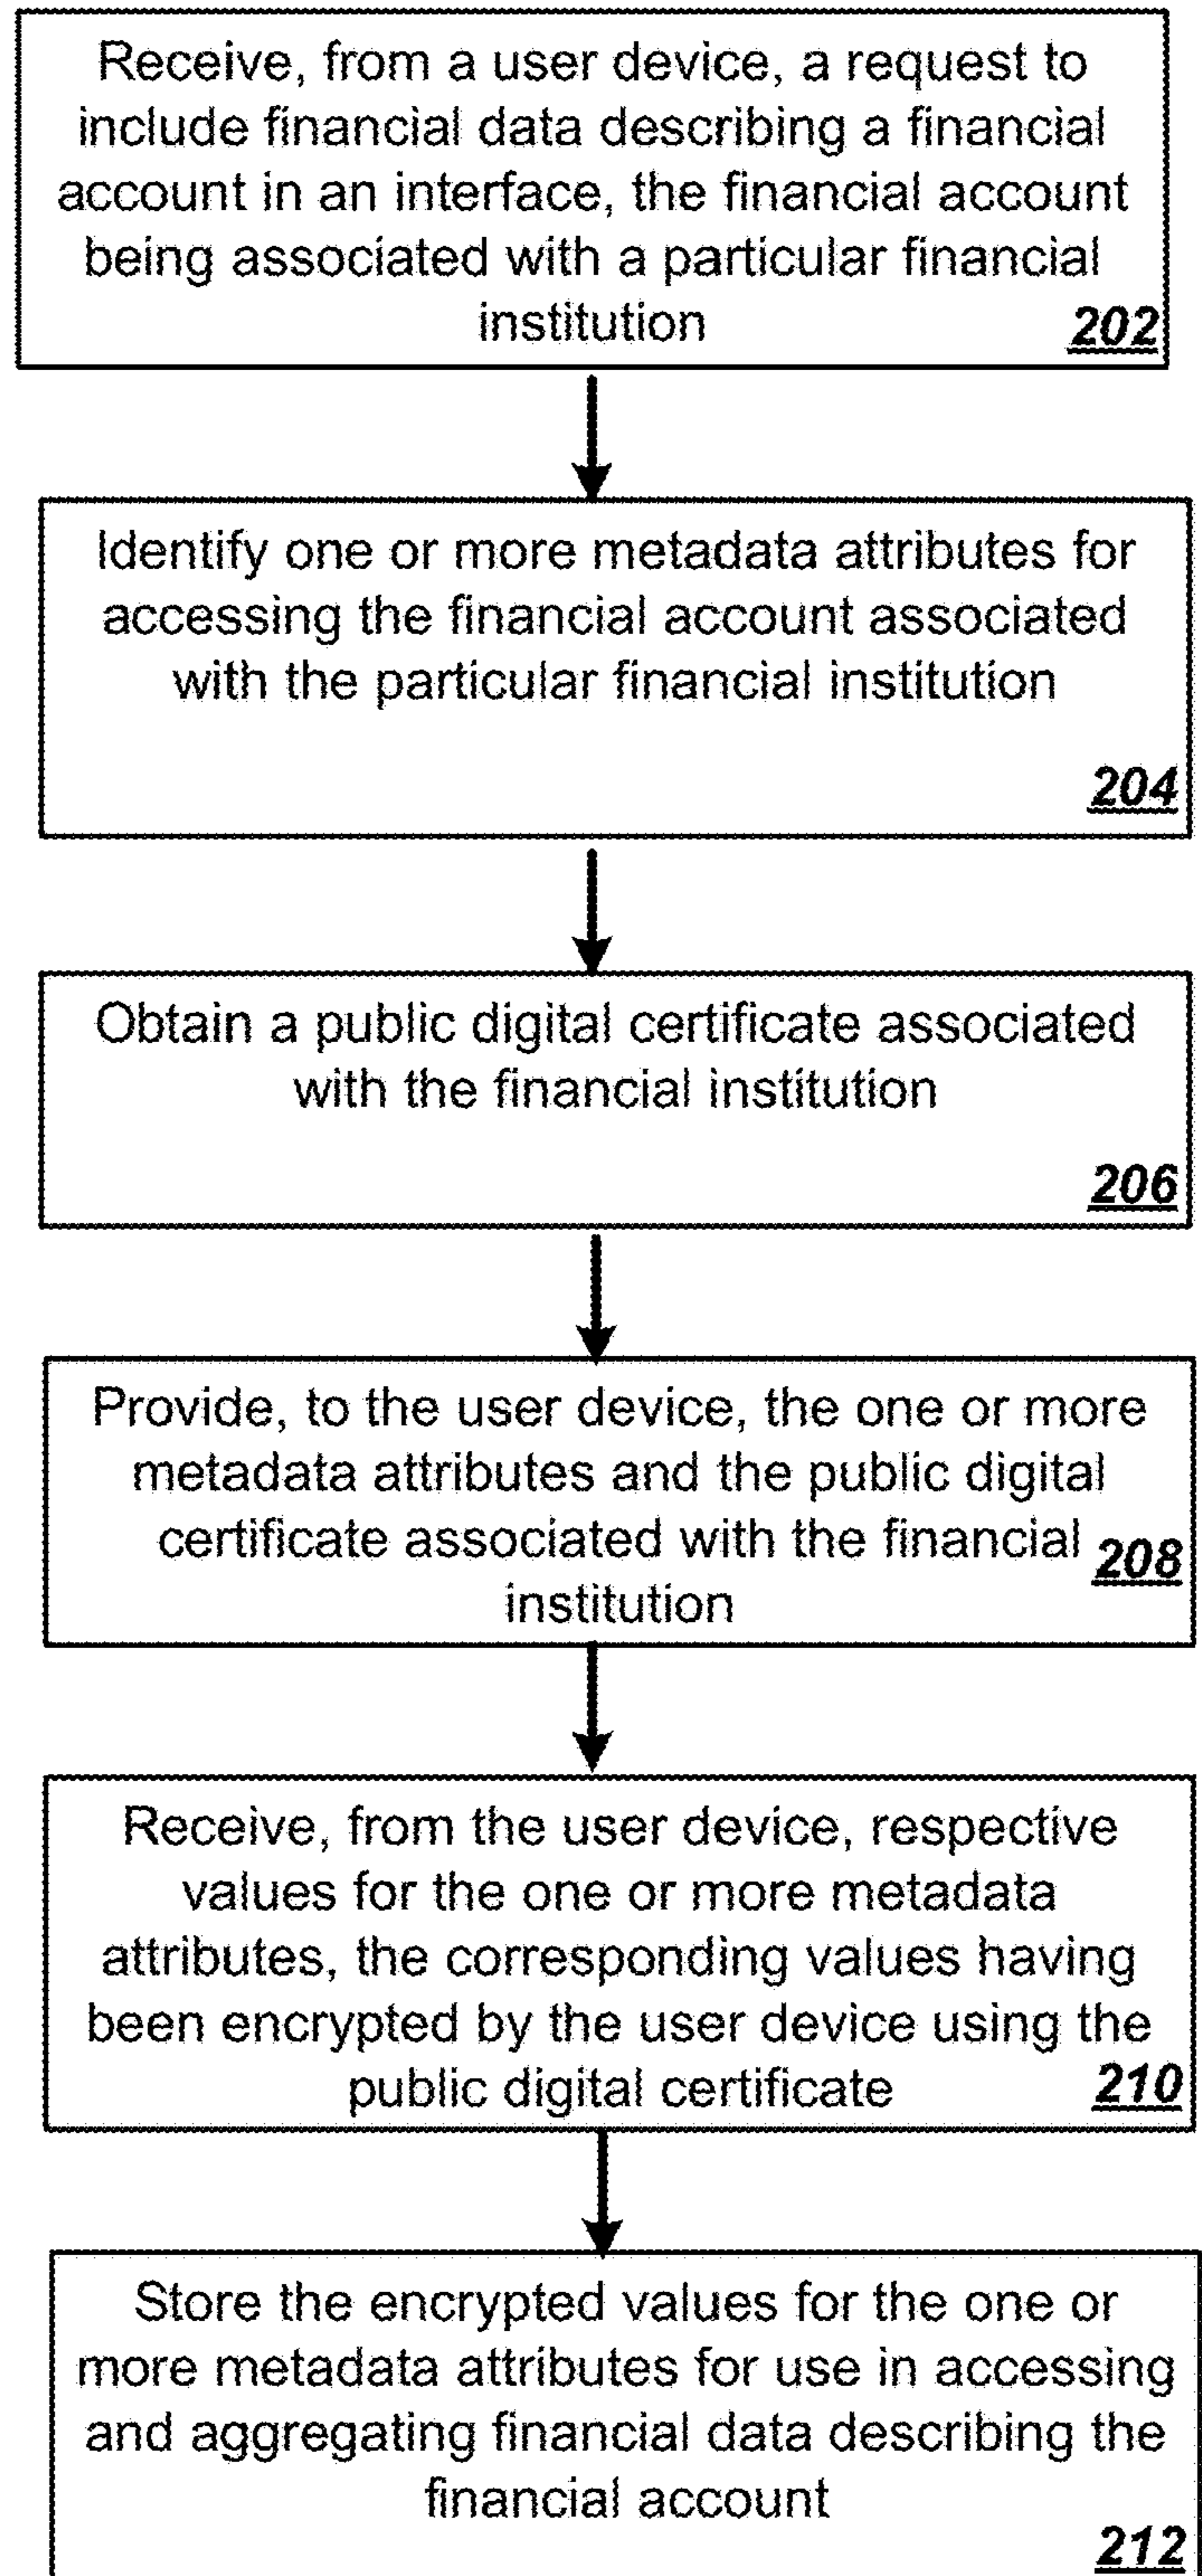 Receive, from a user device, a request to
include financial data describing a financial
account in an interface, the financial account
being associated with a particular financial
institution
202
Identify one or more metadata attributes for
accessing the financial account associated
with the particular financial institution
204
Obtain a public digital certificate associated
with the financial institution
206
Provide, to the user device, the one or more
metadata attributes and the public digital
certificate associated with the financial
208
institution
Receive, from the user device, respective
values for the one or more metadata
attributes, the corresponding values having
been encrypted by the user device using the
public digital certificate
210
Store the encrypted values for the one or
more metadata attributes for use in accessing
and aggregating financial data describing the
financial account
212